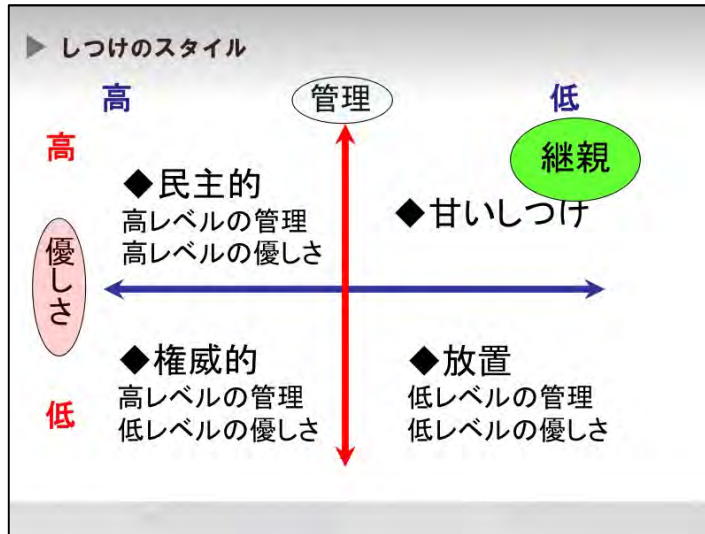 しつけのスタイル
高
管理
低
高
継親
◆民主的
高レベルの管理
高レベルの優しさ
◆甘いしつけ
優しさ
◆権威的
高レベルの管理
低レベルの優しさ
◆放置
低レベルの管理
低レベルの優しさ
低